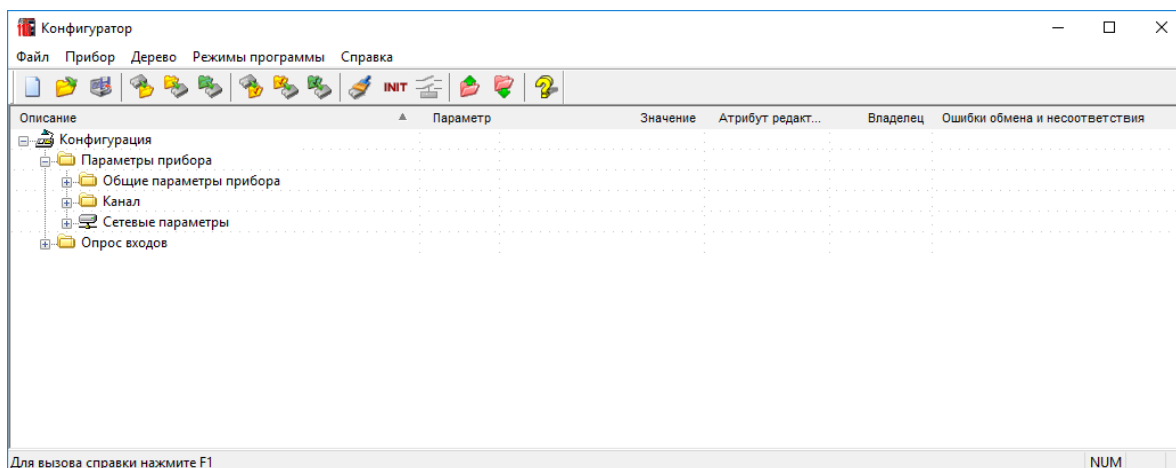 Конфигуратор
Файл Прибор Дерево Режимы программы Справка
INIT
Описание Параметр Значение Атрибут редакт... Владелец Ошибки обмена и несоответствия
Конфигурация
Параметры прибора
Общие параметры прибора
Канал
Сетевые параметры
Опрос входов
Для вызова справки нажмите F1 NUM